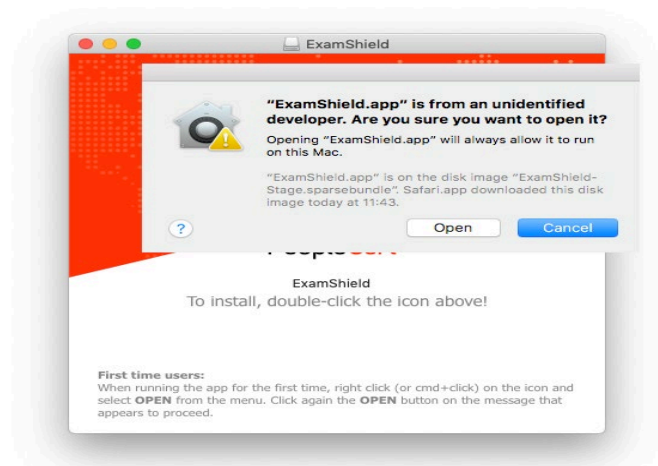 ExamShield
"ExamShield.app" is from an unidentified
developer. Are you sure you want to open it?
Opening "ExamShield.app" will always allow it to run
on this Mac.
"ExamShield.app" is on the disk image "ExamShield-
Stage.sparsebundle". Safari.app downloaded this disk
image today at 11:43.
?
Open
Cancel
ExamShield
To install, double-click the icon above!
First time users:
When running the app for the first time, right click (or cmd+click) on the icon and
select OPEN from the menu. Click again the OPEN button on the message that
appears to proceed.